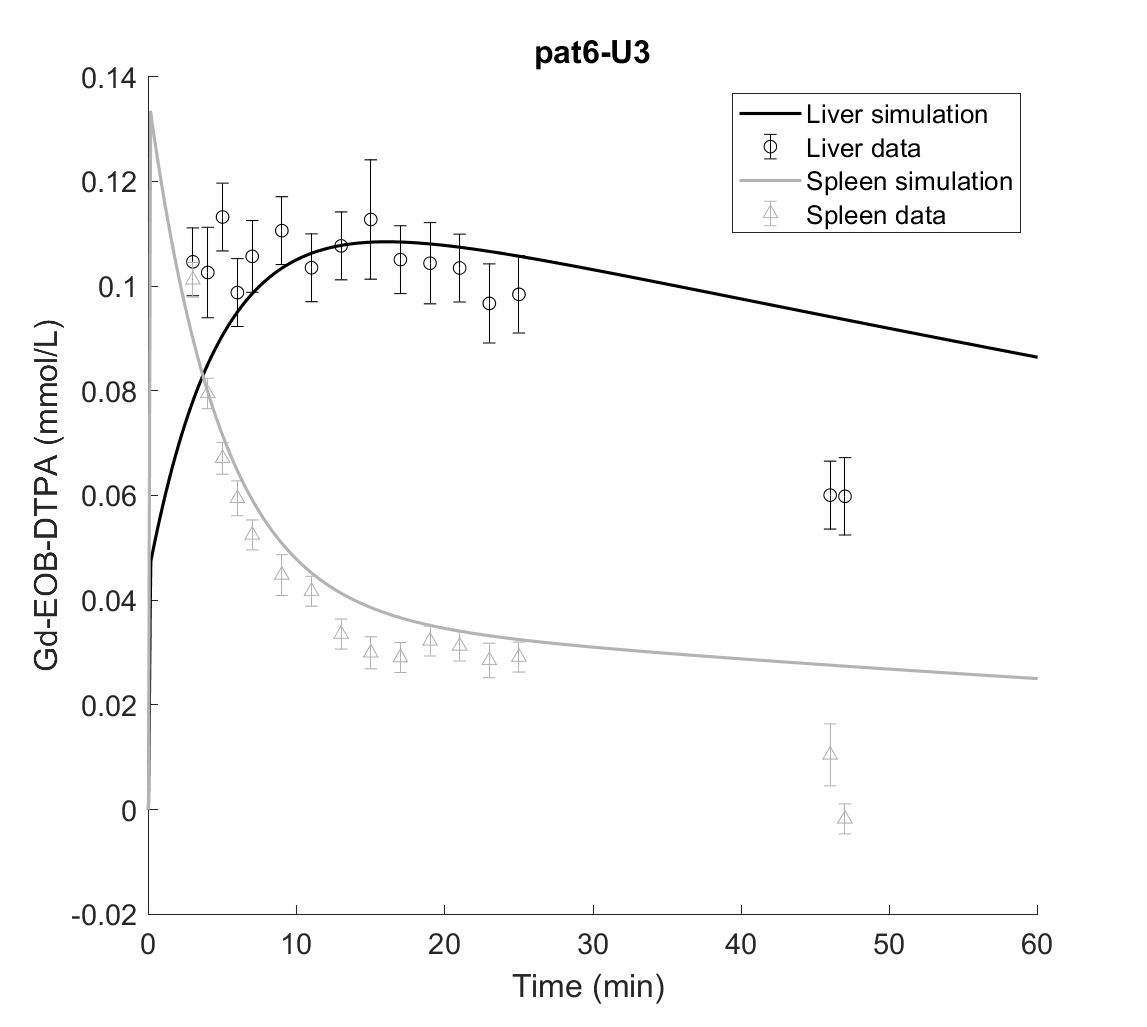 pat6-U3
0.14
0.12
0.1
0.08
0.06
0.04
0.02
0
-0.02
Gd-EOB-DTPA (mmol/L)
Liver simulation
Liver data
Spleen simulation
Spleen data
0 10 20 30 40 50 60
Time (min)